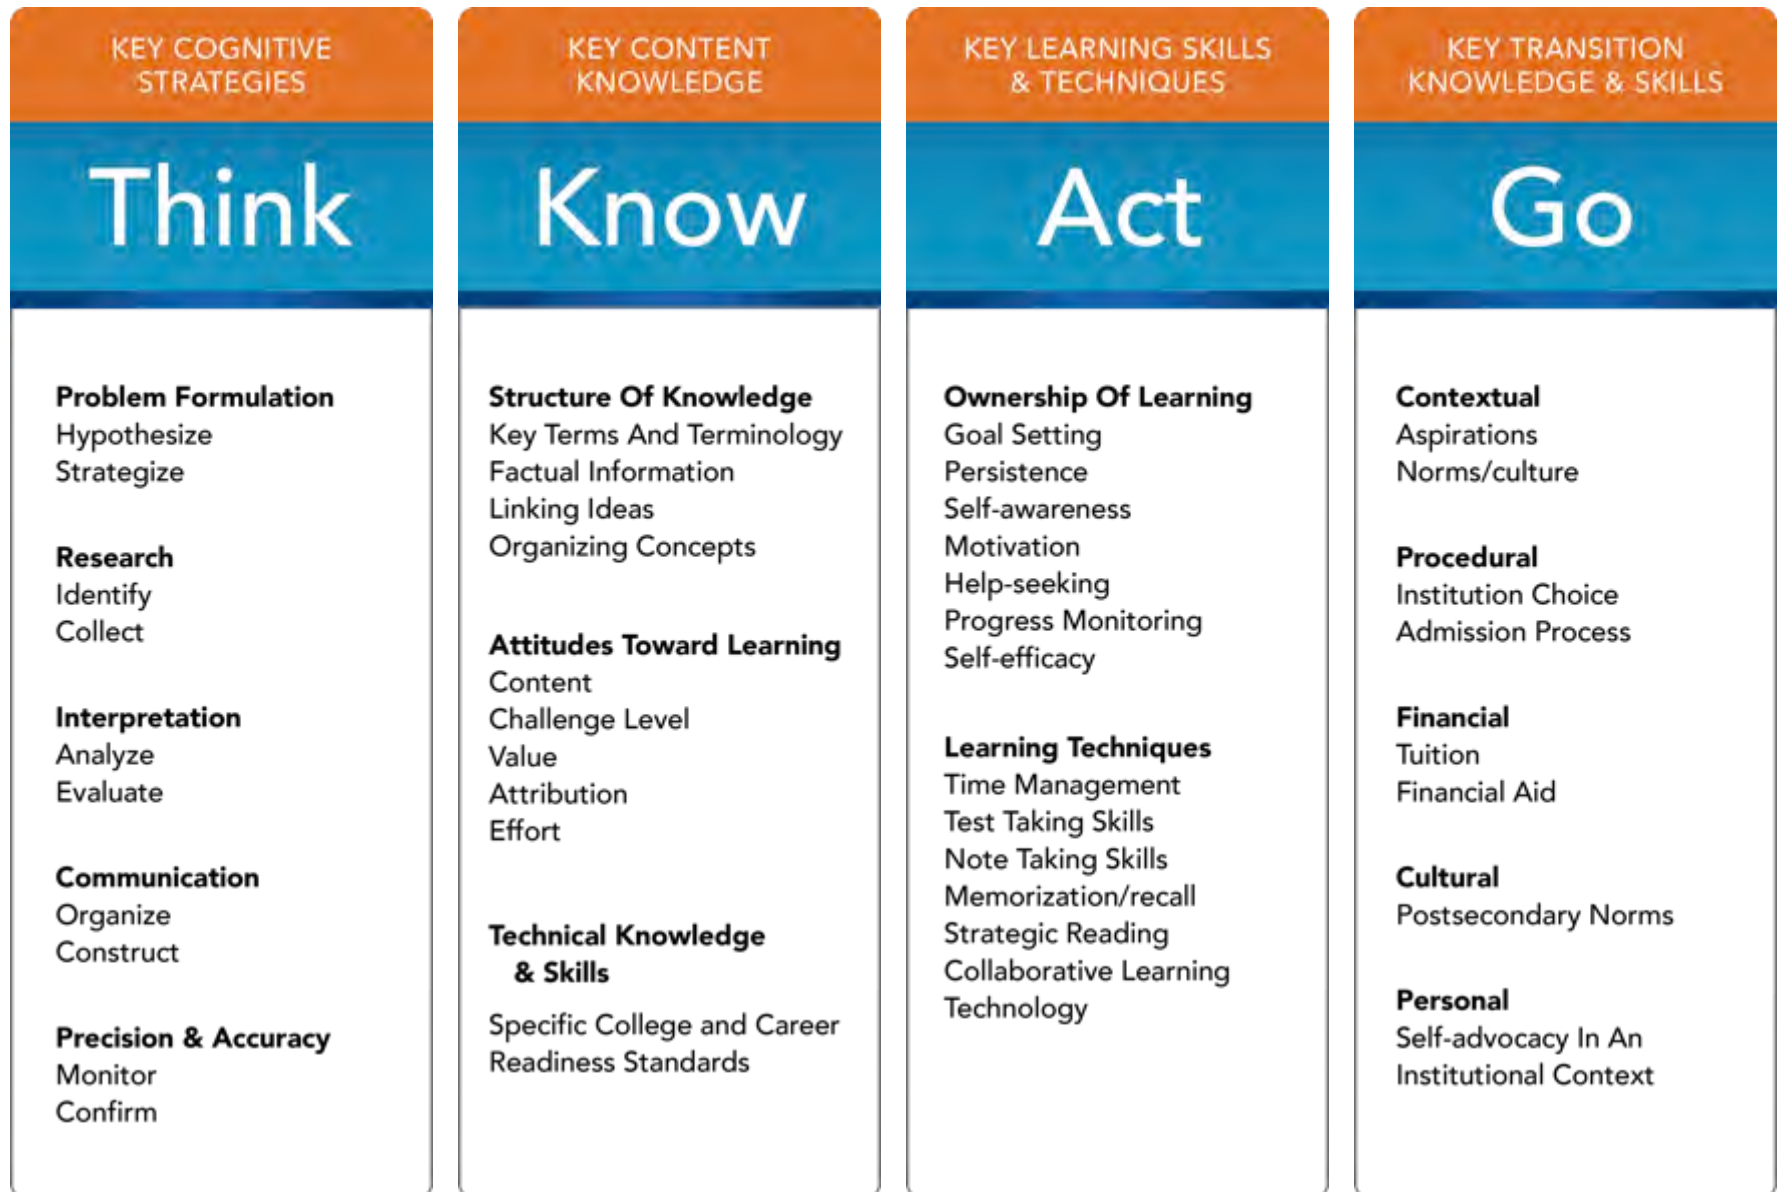 KEY COGNITIVE
STRATEGIES
Think
Problem Formulation
Hypothesize
Strategize
Research
Identify
Collect
Interpretation
Analyze
Evaluate
Communication
Organize
Construct
Precision & Accuracy
Monitor
Confirm
KEY CONTENT
KNOWLEDGE
Know
Structure Of Knowledge
Key Terms And Terminology
Factual Information
Linking Ideas
Organizing Concepts
Attitudes Toward Learning
Content
Challenge Level
Value
Attribution
Effort
Technical Knowledge
& Skills
Specific College and Career
Readiness Standards
KEY LEARNING SKILLS
& TECHNIQUES
Act
Ownership Of Learning
Goal Setting
Persistence
Self-awareness
Motivation
Help-seeking
Progress Monitoring
Self-efficacy
Learning Techniques
Time Management
Test Taking Skills
Note Taking Skills
Memorization/recall
Strategic Reading
Collaborative Learning
Technology
KEY TRANSITION
KNOWLEDGE & SKILLS
Go
Contextual
Aspirations
Norms/culture
Procedural
Institution Choice
Admission Process
Financial
Tuition
Financial Aid
Cultural
Postsecondary Norms
Personal
Self-advocacy In An
Institutional Context